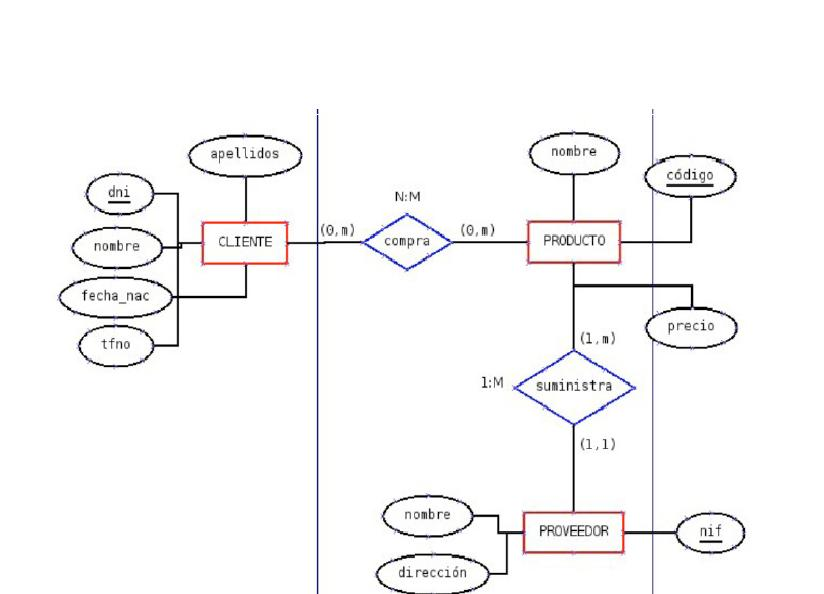 nombre
apellidos
código
dni
N:M
(0,m)
(0,m)
nombre
CLIENTE
compra
PRODUCTO
fecha_nac
precio
tfno
(1,m)
1:M
suministra
(1,1)
nombre
PROVEEDOR
nif
dirección